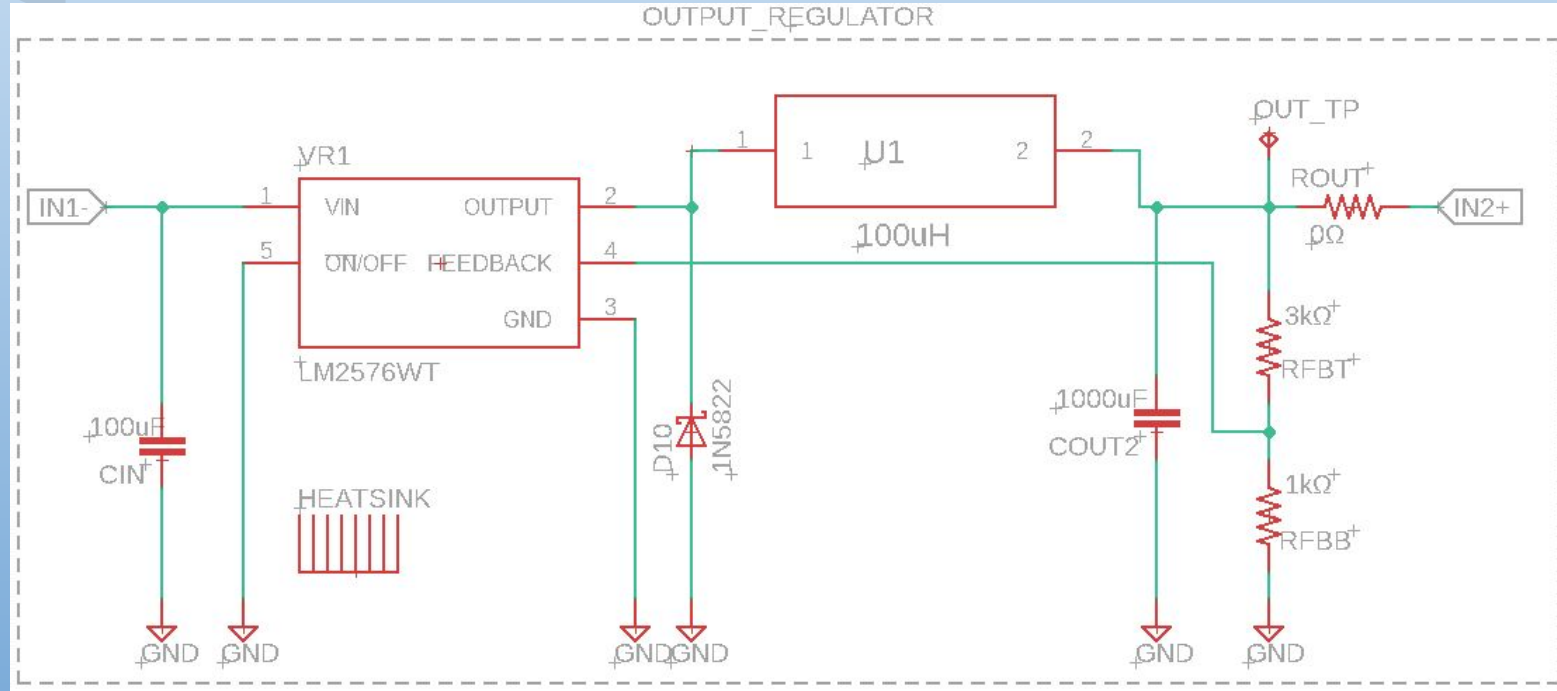 OUTPUT_REGULATOR
OUT_TP
VR1
1
1
U1
2
2
ROUT
IN1-
1
VIN
OUTPUT
2
IN2+
100uH
0Ω
5
ON/OFF
FEEDBACK
4
GND
3
3kΩ
RFBT
LM2576WT
100uF
CIN
D10
1N5822
1000uF
COUT2
HEATSINK
1kΩ
RFBB
GND
GND
GND
GND
GND
GND